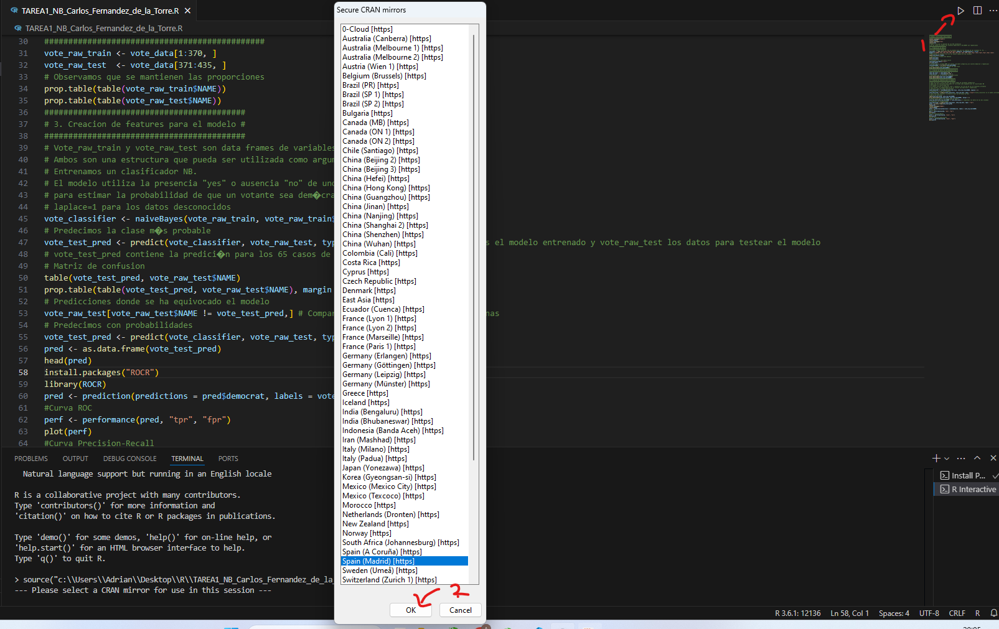 TAREA1_NB_Carlos_Fernandez_de_la_Torre.R
TAREA1_NB_Carlos_Fernandez_de_la_Torre.R
30 ##############################################
31 vote_raw_train <- vote_data[1:370, ]
32 vote_raw_test  <- vote_data[371:435, ]
33 # Observamos que se mantienen las proporciones
34 prop.table(table(vote_raw_train$NAME))
35 prop.table(table(vote_raw_test$NAME))
36 ##########################################
37 # 3. Creacion de features para el modelo #
38 ##########################################
39 # Vote_raw_train y vote_raw_test son data frames de variables
40 # Ambos son una estructura que pueda ser utilizada como argum
41 # Entrenamos un clasificador NB.
42 # El modelo utiliza la presencia "yes" o ausencia "no" de uno
43 # para estimar la probabilidad de que un votante sea dem�cra
44 # laplace=1 para los datos desconocidos
45 vote_classifier <- naiveBayes(vote_raw_train, vote_raw_train$
46 # Predecimos la clase m�s probable
47 vote_test_pred <- predict(vote_classifier, vote_raw_test, typ s el modelo entrenado y vote_raw_test los datos para testear el modelo
48 # vote_test_pred contiene la predici�n para los 65 casos de
49 # Matriz de confusion
50 table(vote_test_pred, vote_raw_test$NAME)
51 prop.table(table(vote_test_pred, vote_raw_test$NAME), margin
52 # Predicciones donde se ha equivocado el modelo
53 vote_raw_test[vote_raw_test$NAME != vote_test_pred,] # Compar nas
54 # Predecimos con probabilidades
55 vote_test_pred <- predict(vote_classifier, vote_raw_test, typ
56 pred <- as.data.frame(vote_test_pred)
57 head(pred)
58 install.packages("ROCR")
59 library(ROCR)
60 pred <- prediction(predictions = pred$democrat, labels = vote
61 #Curva ROC
62 perf <- performance(pred, "tpr", "fpr")
63 plot(perf)
64 #Curva Precision-Recall
Secure CRAN mirrors
0-Cloud [https]
Australia (Canberra) [https]
Australia (Melbourne 1) [https]
Australia (Melbourne 2) [https]
Austria (Wien 1) [https]
Belgium (Brussels) [https]
Brazil (PR) [https]
Brazil (SP 1) [https]
Brazil (SP 2) [https]
Bulgaria [https]
Canada (MB) [https]
Canada (ON 1) [https]
Canada (ON 2) [https]
Chile (Santiago) [https]
China (Beijing 2) [https]
China (Beijing 3) [https]
China (Hefei) [https]
China (Hong Kong) [https]
China (Guangzhou) [https]
China (Jinan) [https]
China (Nanjing) [https]
China (Shanghai 2) [https]
China (Shenzhen) [https]
China (Wuhan) [https]
Colombia (Cali) [https]
Costa Rica [https]
Cyprus [https]
Czech Republic [https]
Denmark [https]
East Asia [https]
Ecuador (Cuenca) [https]
France (Lyon 1) [https]
France (Lyon 2) [https]
France (Marseille) [https]
France (Paris 1) [https]
Germany (Erlangen) [https]
Germany (Göttingen) [https]
Germany (Leipzig) [https]
Germany (Münster) [https]
Greece [https]
Iceland [https]
India (Bengaluru) [https]
India (Bhubaneswar) [https]
Indonesia (Banda Aceh) [https]
Iran (Mashhad) [https]
Italy (Milano) [https]
Italy (Padua) [https]
Japan (Yonezawa) [https]
Korea (Gyeongsan-si) [https]
Mexico (Mexico City) [https]
Mexico (Texcoco) [https]
Morocco [https]
Netherlands (Dronten) [https]
New Zealand [https]
Norway [https]
South Africa (Johannesburg) [https]
Spain (A Coruña) [https]
Spain (Madrid) [https]
Sweden (Umeå) [https]
Switzerland (Zurich 1) [https]
OK
Cancel
1
2
PROBLEMS OUTPUT DEBUG CONSOLE TERMINAL PORTS
Natural language support but running in an English locale
R is a collaborative project with many contributors.
Type 'contributors()' for more information and
'citation()' on how to cite R or R packages in publications.
Type 'demo()' for some demos, 'help()' for on-line help, or
'help.start()' for an HTML browser interface to help.
Type 'q()' to quit R.
> source("c:\\Users\\Adrian\\Desktop\\R\\TAREA1_NB_Carlos_Fernandez_de_la_
--- Please select a CRAN mirror for use in this session ---
Install P...
R Interactive
R 3.6.1: 12136 Ln 58, Col 1 Spaces: 4 UTF-8 CRLF R